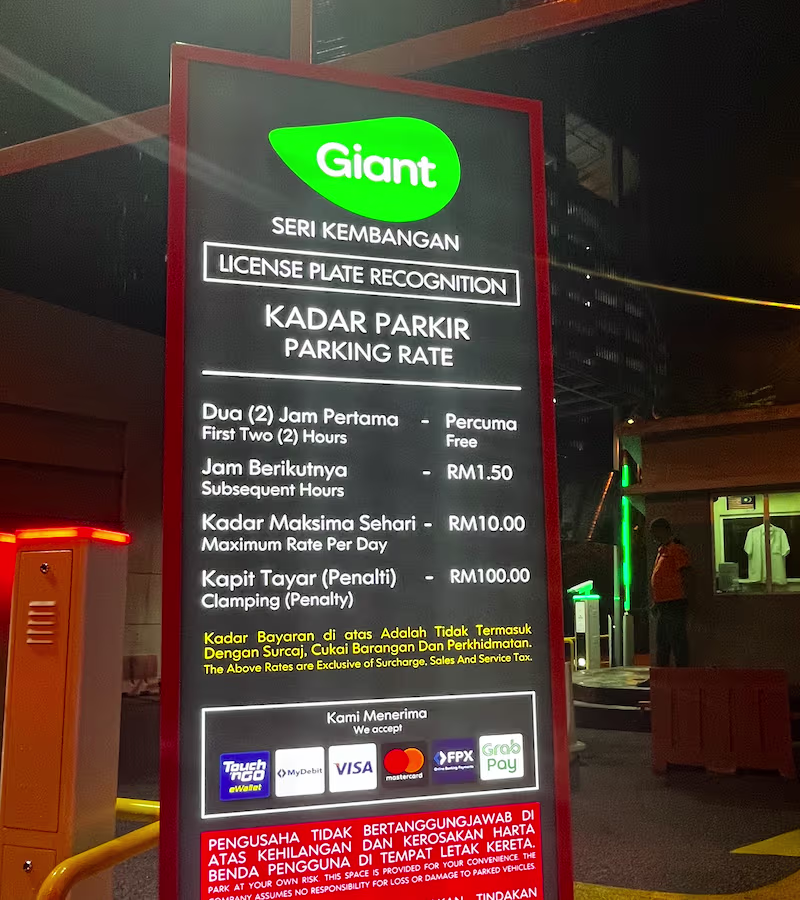 Giant
SERI KEMBANGAN
LICENSE PLATE RECOGNITION
KADAR PARKIR
PARKING RATE
Dua (2) Jam Pertama - Percuma
First Two (2) Hours Free
Jam Berikutnya - RM1.50
Subsequent Hours
Kadar Maksima Sehari - RM10.00
Maximum Rate Per Day
Kapit Tayar (Penalti) - RM100.00
Clamping (Penalty)
Kadar Bayaran di atas Adalah Tidak Termasuk
Dengan Surcaj, Cukai Barangan Dan Perkhidmatan.
The Above Rates are Exclusive of Surcharge, Sales And Service Tax.
Kami Menerima
We accept
Touch 'nGO eWallet MyDebit VISA mastercard FPX Online Banking Payments Grab Pay
PENGUSAHA TIDAK BERTANGGUNGJAWAB DI
ATAS KEHILANGAN DAN KEROSAKAN HARTA
BENDA PENGGUNA DI TEMPAT LETAK KERETA.
PARK AT YOUR OWN RISK. THIS SPACE IS PROVIDED FOR YOUR CONVENIENCE. THE
COMPANY ASSUMES NO RESPONSIBILITY FOR LOSS OR DAMAGE TO PARKED VEHICLES.
TINDAKAN